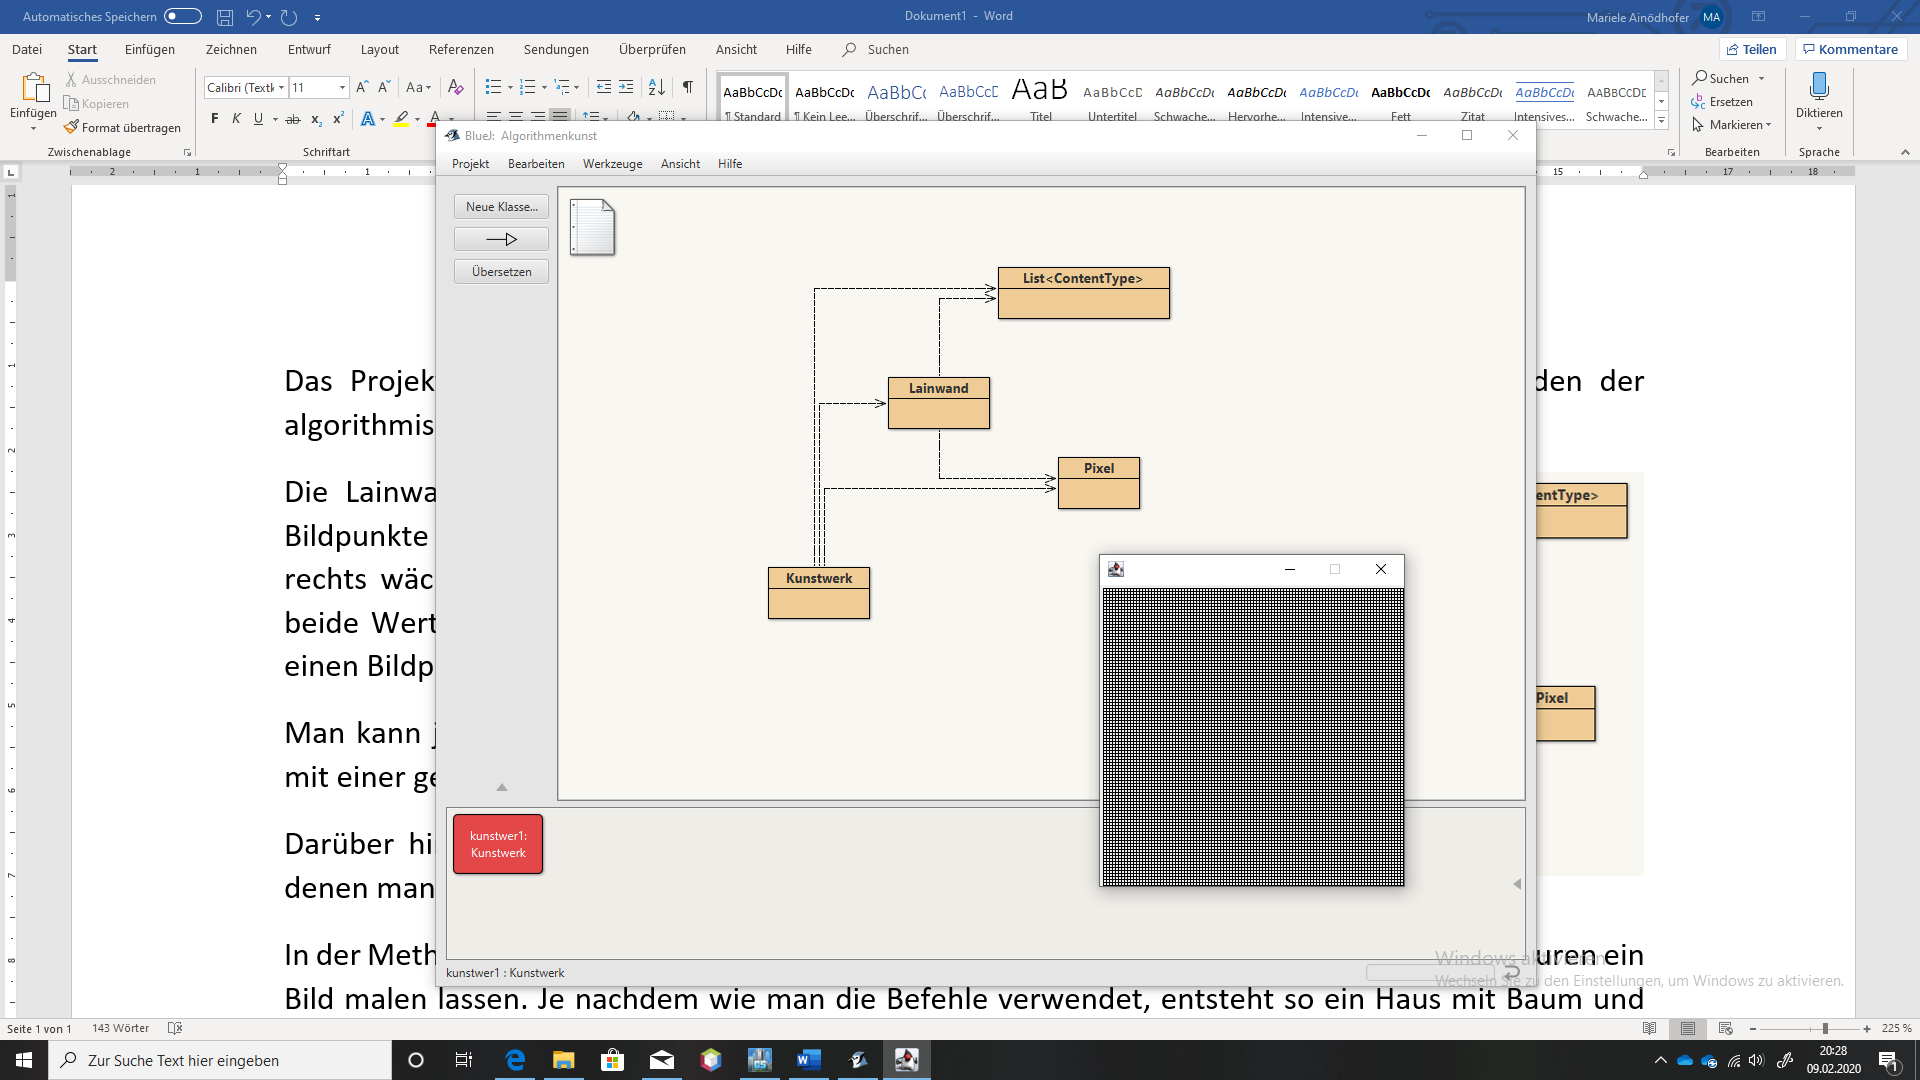 Automatisches Speichern
Dokument1 - Word
Mariele Ainödhofer MA
Datei Start Einfügen Zeichnen Entwurf Layout Referenzen Sendungen Überprüfen Ansicht Hilfe Suchen
Teilen Kommentare
Einfügen
Ausschneiden
Kopieren
Format übertragen
Zwischenablage
Calibri (Textk 11
Aa
F K U ab x₂ x²
Schriftart
AaBbCcDc AaBbCcDc AaBbCc AaBbCcD AaB AaBbCcD AaBbCcDc AaBbCcDc AaBbCcDc AaBbCcDc AaBbCcDc AaBbCcDc AABBCCDE
¶ Standard ¶ Kein Lee... Überschrif... Überschrif... Titel Untertitel Schwache... Hervorhe... Intensive... Fett Zitat Intensives... Schwache...
Suchen
Ersetzen
Markieren
Bearbeiten
Diktieren
Sprache
BlueJ: Algorithmenkunst
Projekt Bearbeiten Werkzeuge Ansicht Hilfe
Neue Klasse...
Übersetzen
List<ContentType>
Lainwand
Pixel
Kunstwerk
kunstwer1:
Kunstwerk
kunstwer1 : Kunstwerk
Das Projek
den der
algorithmis
Die Lainwa
Bildpunkte
rechts wäc
beide Wert
einen Bildp
entType>
Pixel
Man kann j
mit einer ge
Darüber hi
denen man
In der Meth
uren ein
Bild malen lassen. Je nachdem wie man die Befehle verwendet, entsteht so ein Haus mit Baum und
Windows aktivieren
Wechseln Sie zu den Einstellungen, um Windows zu aktivieren.
Seite 1 von 1 143 Wörter
225 %
Zur Suche Text hier eingeben
20:28
09.02.2020
1